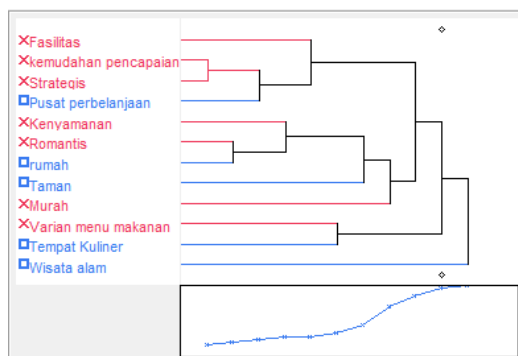 Fasilitas
kemudahan pencapaian
Strategis
Pusat perbelanjaan
Kenyamanan
Romantis
rumah
Taman
Murah
Varian menu makanan
Tempat Kuliner
Wisata alam